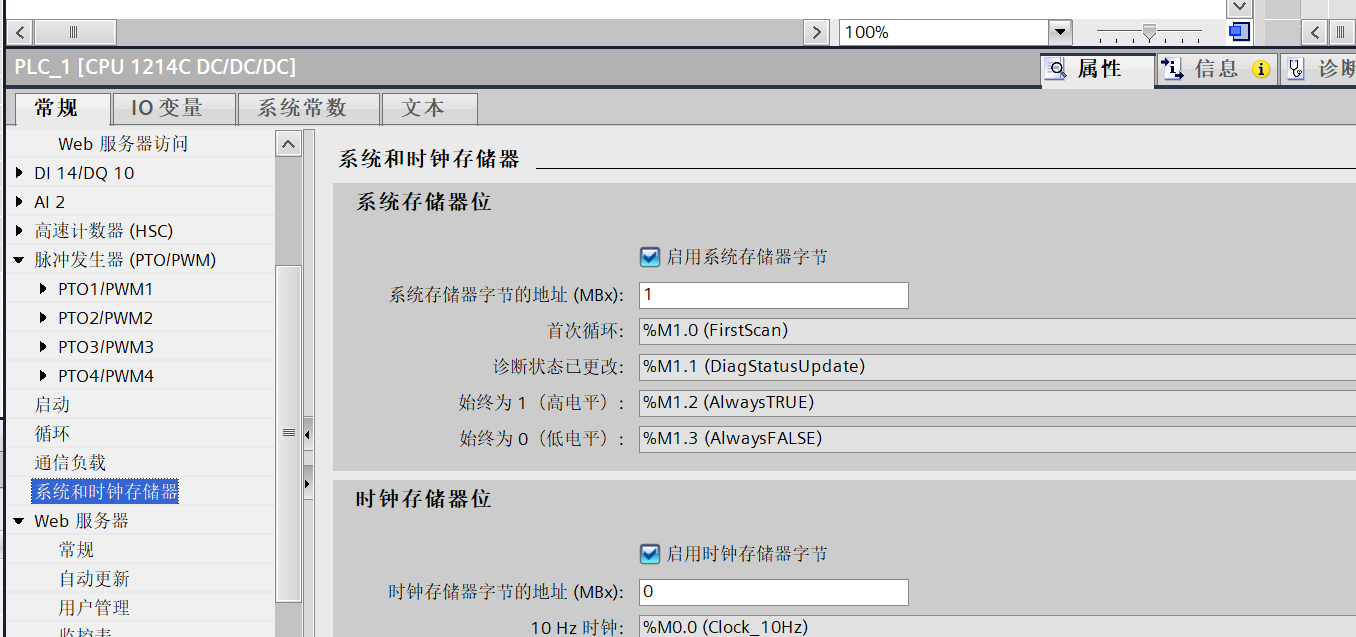 100%
PLC_1 [CPU 1214C DC/DC/DC]
属性
信息
诊断
常规
IO 变量
系统常数
文本
Web 服务器访问
DI 14/DQ 10
AI 2
高速计数器 (HSC)
脉冲发生器 (PTO/PWM)
PTO1/PWM1
PTO2/PWM2
PTO3/PWM3
PTO4/PWM4
启动
循环
通信负载
系统和时钟存储器
Web 服务器
常规
自动更新
用户管理
监控表
系统和时钟存储器
系统存储器位
启用系统存储器字节
系统存储器字节的地址 (MBx): 1
首次循环: %M1.0 (FirstScan)
诊断状态已更改: %M1.1 (DiagStatusUpdate)
始终为 1（高电平）: %M1.2 (AlwaysTRUE)
始终为 0（低电平）: %M1.3 (AlwaysFALSE)
时钟存储器位
启用时钟存储器字节
时钟存储器字节的地址 (MBx): 0
10 Hz 时钟: %M0.0 (Clock_10Hz)